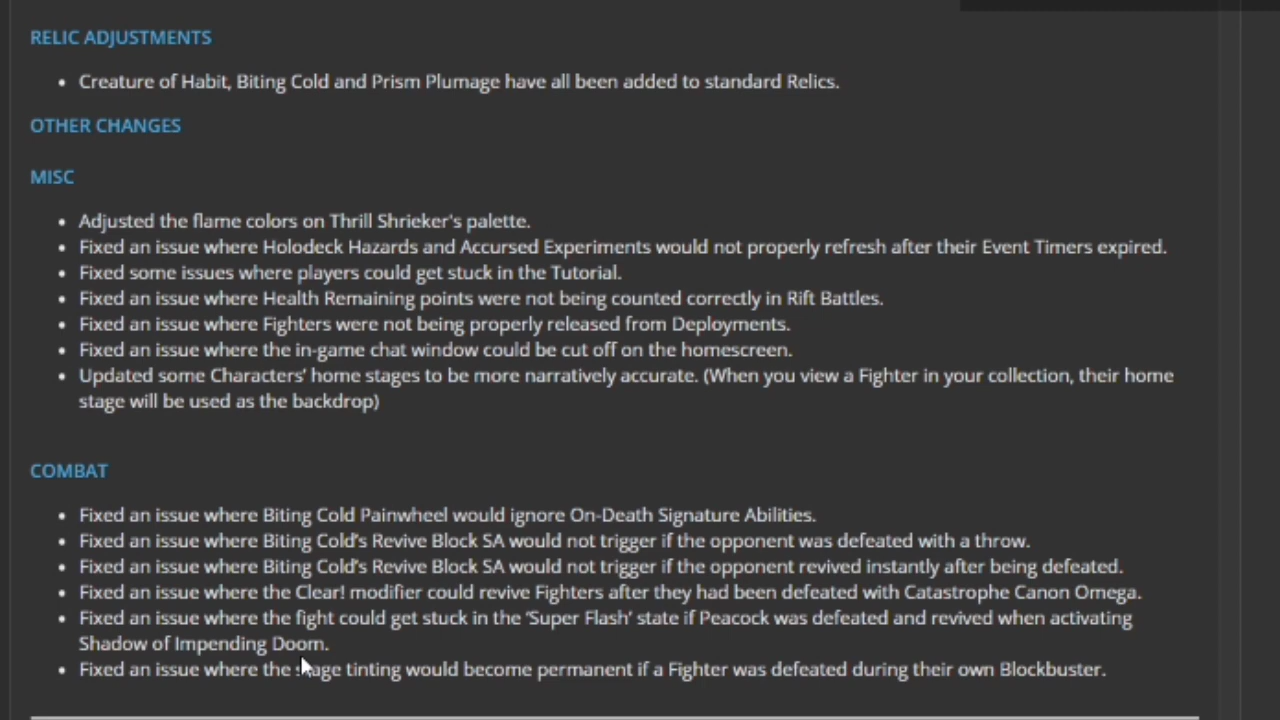 RELIC ADJUSTMENTS
• Creature of Habit, Biting Cold and Prism Plumage have all been added to standard Relics.
OTHER CHANGES
MISC
• Adjusted the flame colors on Thrill Shrieker's palette.
• Fixed an issue where Holodeck Hazards and Accursed Experiments would not properly refresh after their Event Timers expired.
• Fixed some issues where players could get stuck in the Tutorial.
• Fixed an issue where Health Remaining points were not being counted correctly in Rift Battles.
• Fixed an issue where Fighters were not being properly released from Deployments.
• Fixed an issue where the in-game chat window could be cut off on the homescreen.
• Updated some Characters' home stages to be more narratively accurate. (When you view a Fighter in your collection, their home
stage will be used as the backdrop)
COMBAT
• Fixed an issue where Biting Cold Painwheel would ignore On-Death Signature Abilities.
• Fixed an issue where Biting Cold's Revive Block SA would not trigger if the opponent was defeated with a throw.
• Fixed an issue where Biting Cold's Revive Block SA would not trigger if the opponent revived instantly after being defeated.
• Fixed an issue where the Clear! modifier could revive Fighters after they had been defeated with Catastrophe Canon Omega.
• Fixed an issue where the fight could get stuck in the ‘Super Flash’ state if Peacock was defeated and revived when activating
Shadow of Impending Doom.
• Fixed an issue where the stage tinting would become permanent if a Fighter was defeated during their own Blockbuster.